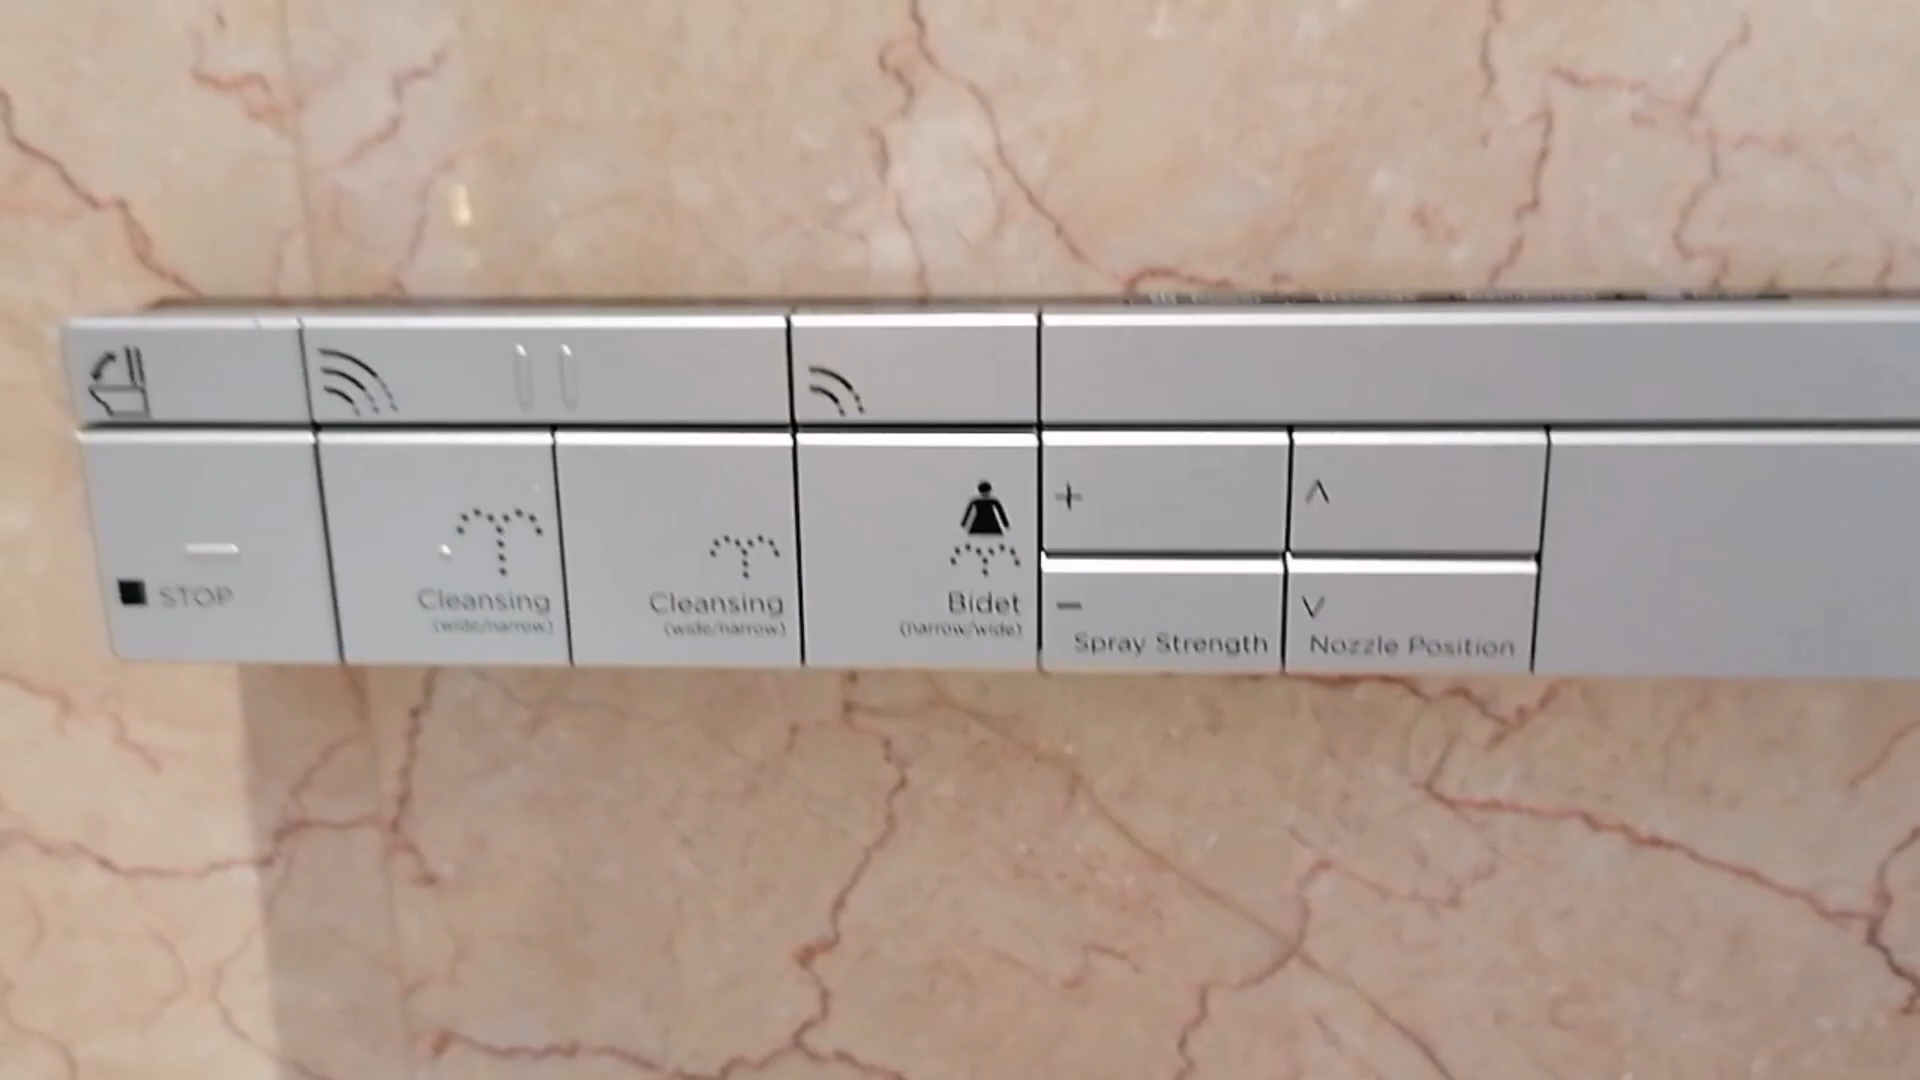 STOP
Cleansing
(wide/narrow)
Cleansing
(wide/narrow)
Bidet
(narrow/wide)
+
−
Spray Strength
Nozzle Position